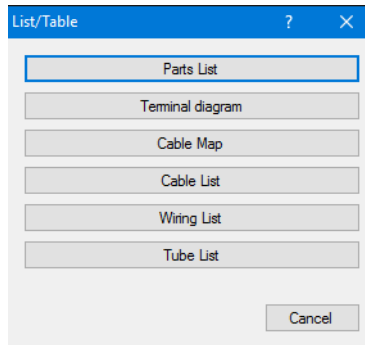 List/Table ?
Parts List
Terminal diagram
Cable Map
Cable List
Wiring List
Tube List
Cancel